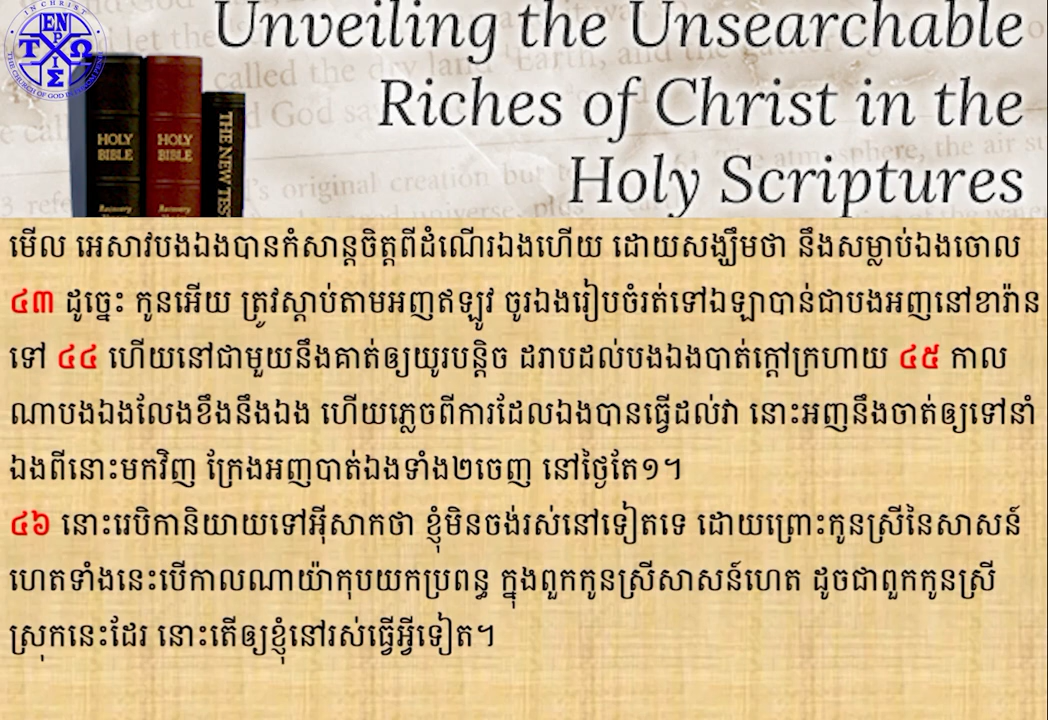 IN CHRIST
EN
T Ω
Σ
Unveiling the Unsearchable
Riches of Christ in the
Holy Scriptures
HOLY BIBLE
HOLY BIBLE
THE NEW TES
មើល អេសាវបងឯងបានកំសាន្តចិត្តពីដំណើរឯងហើយ ដោយសង្ឃឹមថា នឹងសម្លាប់ឯងចោល
៤៣ ដូច្នេះ កូនអើយ ត្រូវស្តាប់តាមអញឥឡូវ ចូរឯងរៀបចំរត់ទៅឯឡាបាន់ជាបងអញនៅខារ៉ាន
ទៅ ៤៤ ហើយនៅជាមួយនឹងគាត់ឲ្យយូរបន្តិច ដរាបដល់បងឯងបាត់ក្តៅក្រហាយ ៤៥ កាល
ណាបងឯងលែងខឹងនឹងឯង ហើយភ្លេចពីការដែលឯងបានធ្វើដល់វា នោះអញនឹងចាត់ឲ្យទៅនាំ
ឯងពីនោះមកវិញ ក្រែងអញបាត់ឯងទាំង២ចេញ នៅថ្ងៃតែ១។
៤៦ នោះរេបិកានិយាយទៅអ៊ីសាកថា ខ្ញុំមិនចង់រស់នៅទៀតទេ ដោយព្រោះកូនស្រីនៃសាសន៍
ហេតទាំងនេះបើកាលណាយ៉ាកុបយកប្រពន្ធ ក្នុងពួកកូនស្រីសាសន៍ហេត ដូចជាពួកកូនស្រី
ស្រុកនេះដែរ នោះតើឲ្យខ្ញុំនៅរស់ធ្វើអ្វីទៀត។